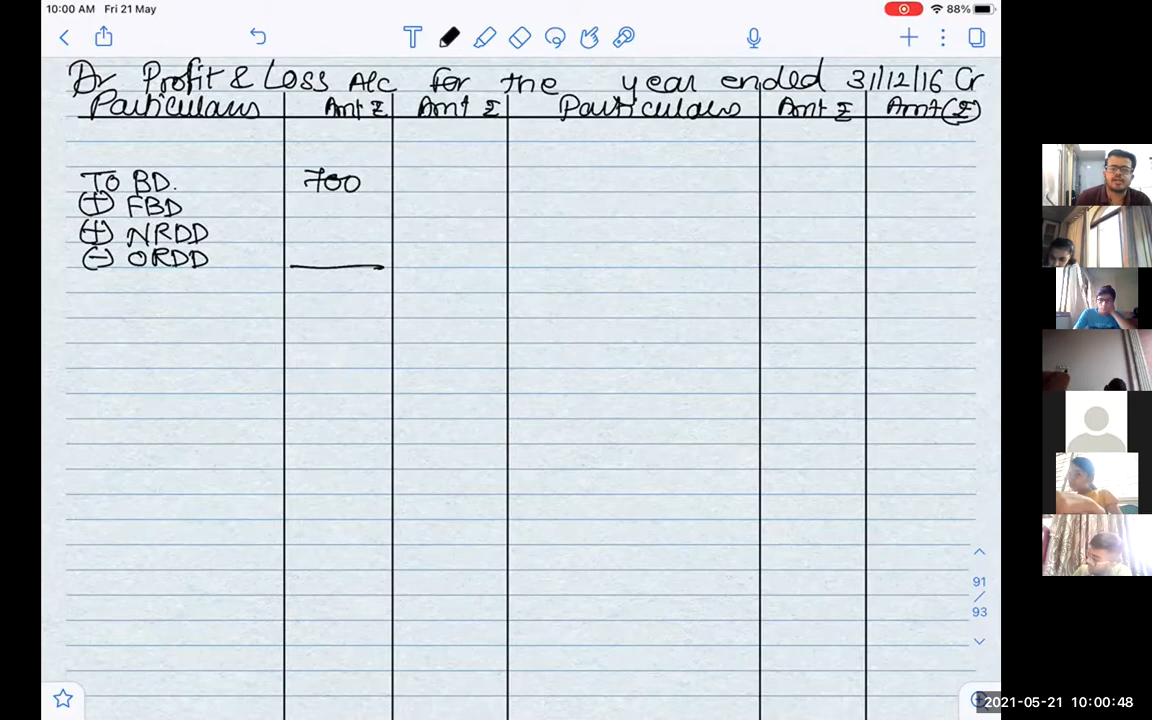 10:00 AM Fri 21 May 88%
Dr Profit & Loss A/c for the year ended 31/12/16 Cr
Particulars Amt ₹ Amt ₹ Particulars Amt ₹ Amt (₹)
To BD. 700
(+) FBD
(+) NRDD
(-) ORDD
91
/
93
2021-05-21 10:00:48